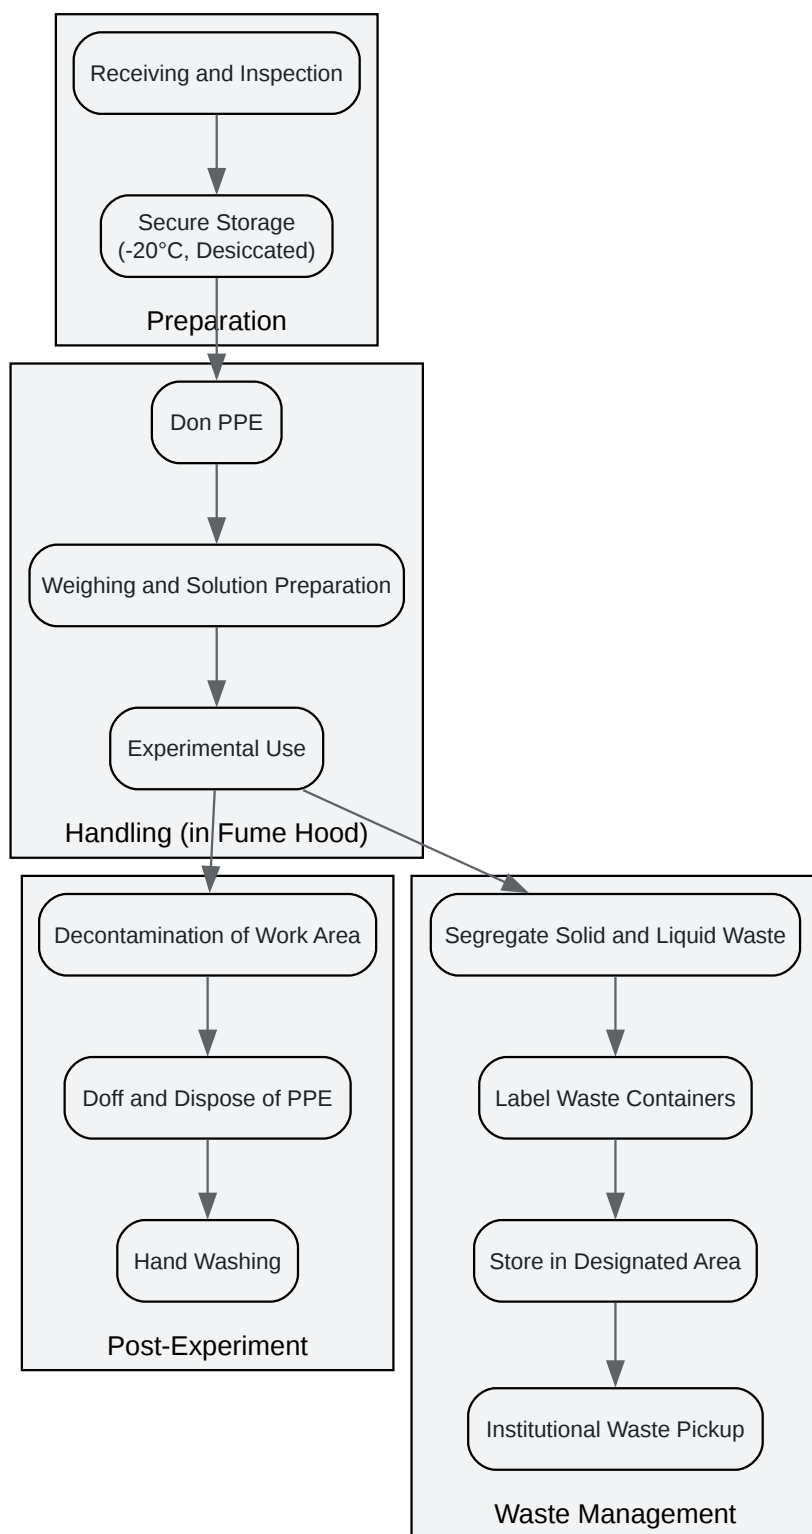 Receiving and Inspection
Secure Storage
(-20°C, Desiccated)
Preparation
Don PPE
Weighing and Solution Preparation
Experimental Use
Handling (in Fume Hood)
Decontamination of Work Area
Doff and Dispose of PPE
Hand Washing
Post-Experiment
Segregate Solid and Liquid Waste
Label Waste Containers
Store in Designated Area
Institutional Waste Pickup
Waste Management